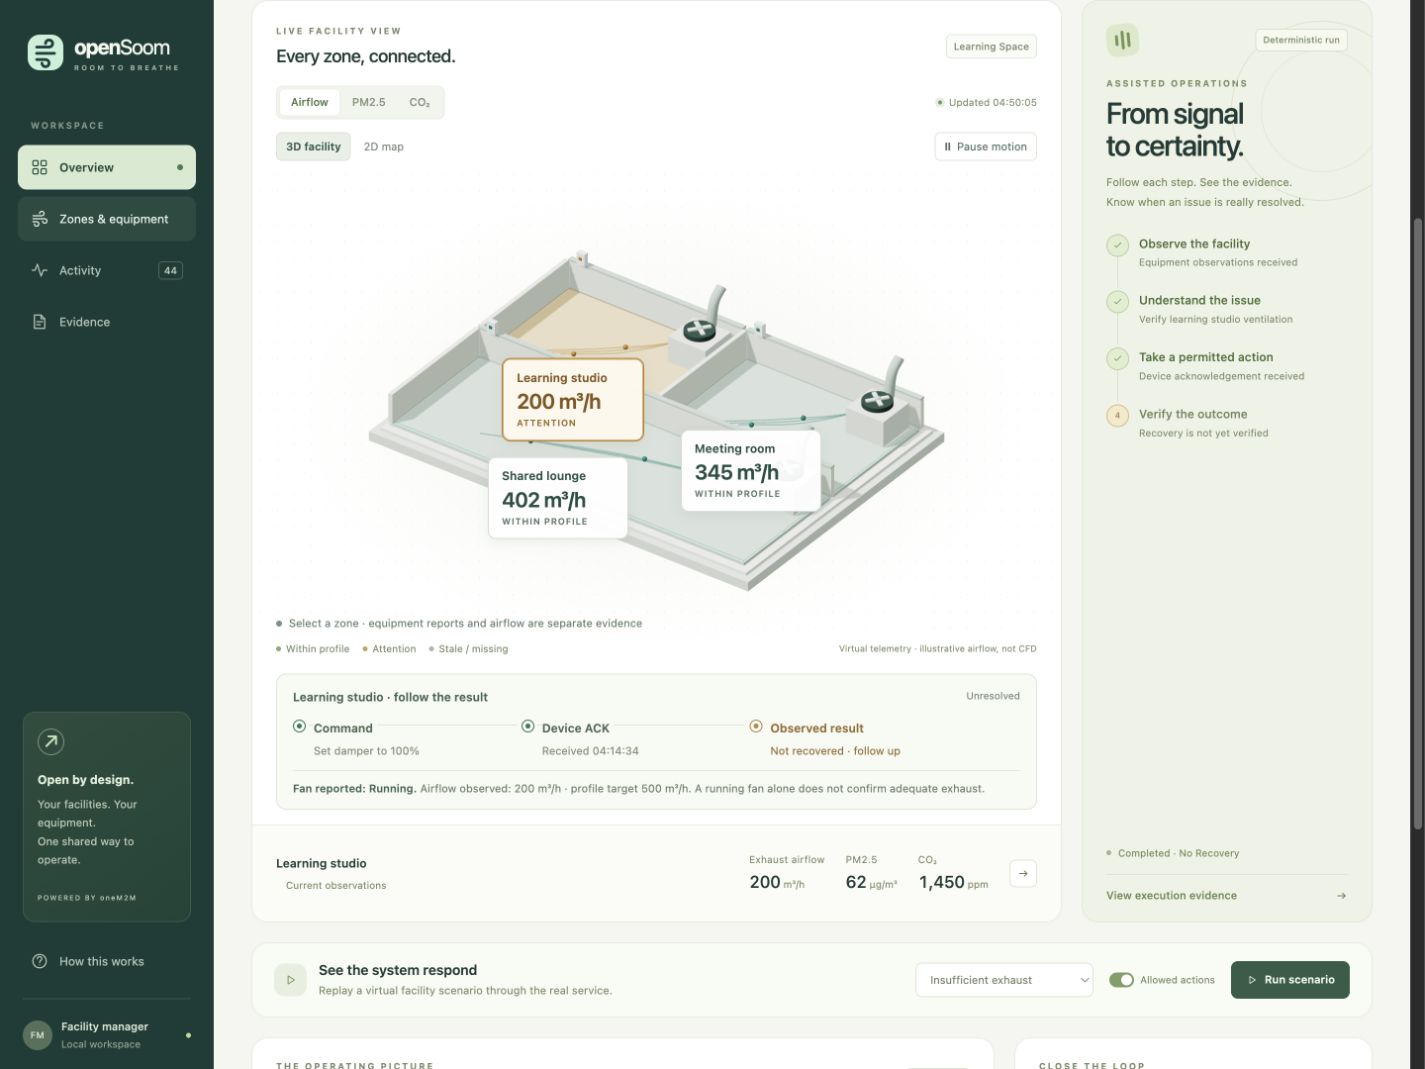 openSoom
ROOM TO BREATHE
WORKSPACE
Overview
Zones & equipment
Activity
44
Evidence
Open by design.
Your facilities. Your
equipment.
One shared way to
operate.
POWERED BY oneM2M
How this works
FM
Facility manager
Local workspace
LIVE FACILITY VIEW
Every zone, connected.
Learning Space
Airflow
PM2.5
CO₂
Updated 04:50:05
3D facility
2D map
Pause motion
Learning studio
200 m³/h
ATTENTION
Meeting room
345 m³/h
WITHIN PROFILE
Shared lounge
402 m³/h
WITHIN PROFILE
Select a zone · equipment reports and airflow are separate evidence
Within profile
Attention
Stale / missing
Virtual telemetry · illustrative airflow, not CFD
Learning studio · follow the result
Unresolved
Command
Set damper to 100%
Device ACK
Received 04:14:34
Observed result
Not recovered · follow up
Fan reported: Running. Airflow observed: 200 m³/h · profile target 500 m³/h. A running fan alone does not confirm adequate exhaust.
Learning studio
Current observations
Exhaust airflow
200 m³/h
PM2.5
62 µg/m³
CO₂
1,450 ppm
Deterministic run
ASSISTED OPERATIONS
From signal
to certainty.
Follow each step. See the evidence.
Know when an issue is really resolved.
Observe the facility
Equipment observations received
Understand the issue
Verify learning studio ventilation
Take a permitted action
Device acknowledgement received
4
Verify the outcome
Recovery is not yet verified
Completed · No Recovery
View execution evidence
See the system respond
Replay a virtual facility scenario through the real service.
Insufficient exhaust
Allowed actions
Run scenario
THE OPERATING PICTURE
CLOSE THE LOOP